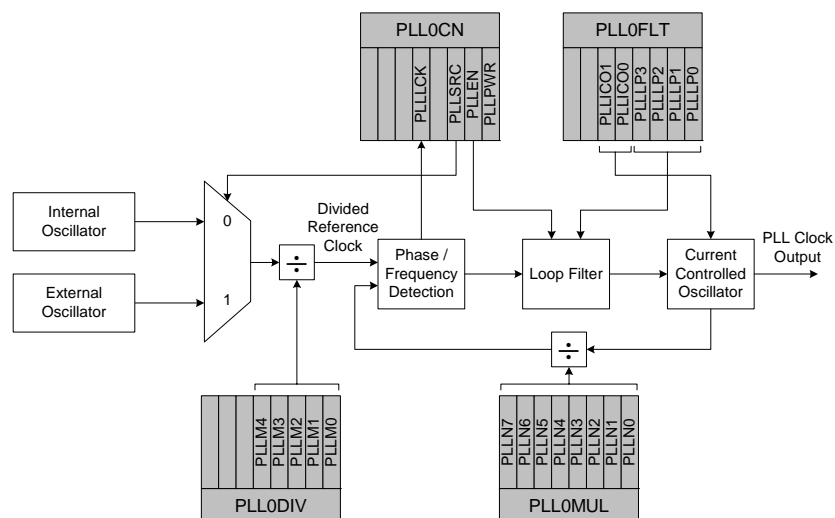 PLL0CN
PLLLCK
PLLSRC
PLLEN
PLLPWR
PLL0FLT
PLLICO1
PLLICO0
PLLLP3
PLLLP2
PLLLP1
PLLLP0
Internal
Oscillator
External
Oscillator
0
1
÷
Divided
Reference
Clock
Phase /
Frequency
Detection
Loop Filter
Current
Controlled
Oscillator
PLL Clock
Output
÷
PLLM4
PLLM3
PLLM2
PLLM1
PLLM0
PLL0DIV
PLLN7
PLLN6
PLLN5
PLLN4
PLLN3
PLLN2
PLLN1
PLLN0
PLL0MUL